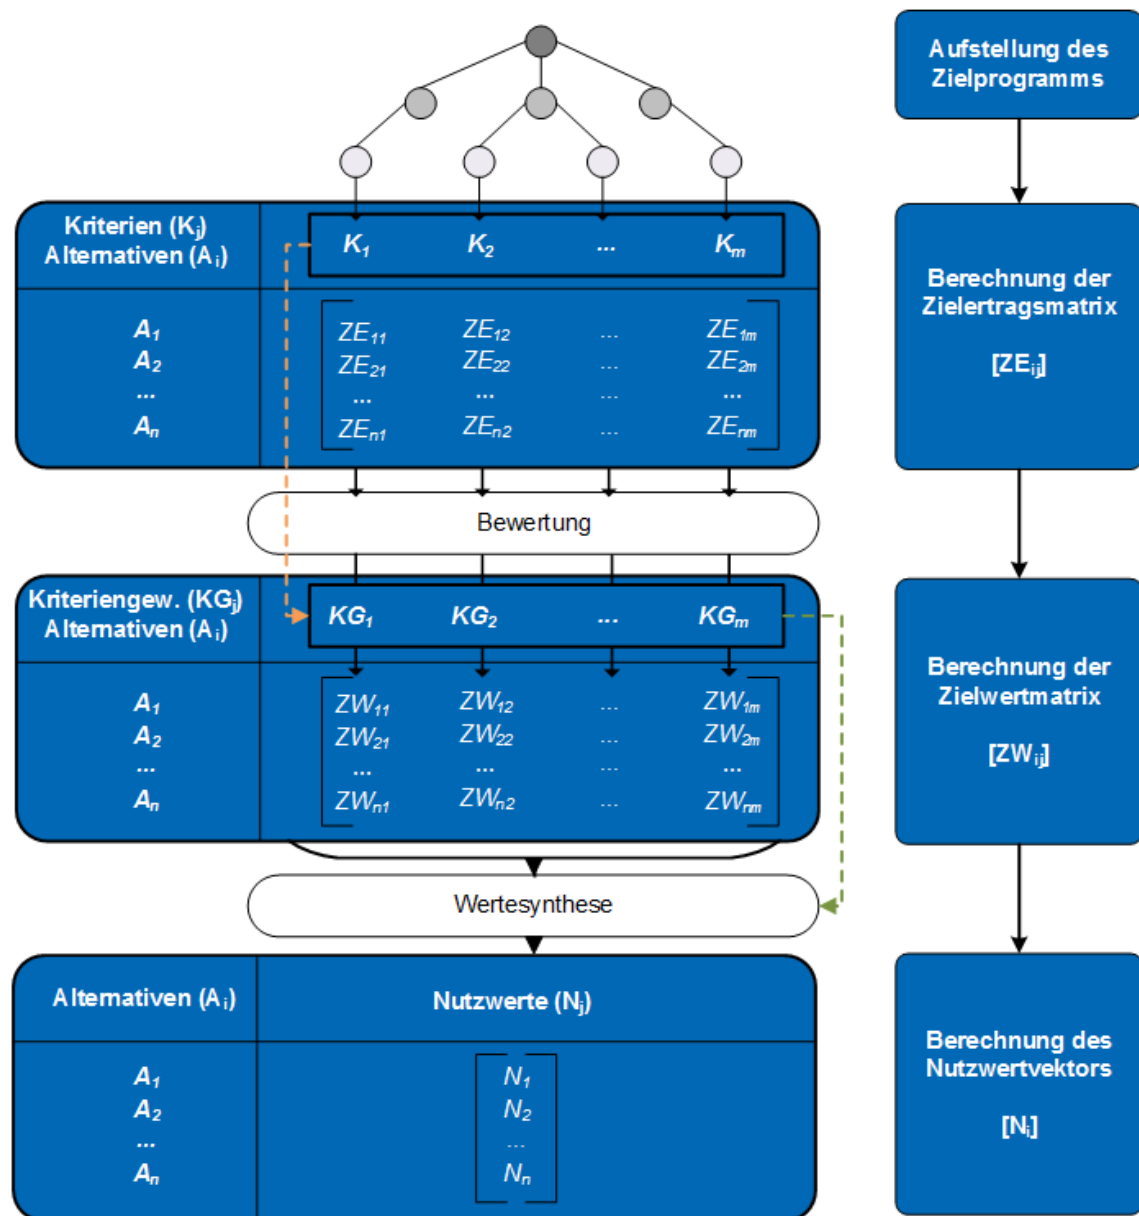 Aufstellung des
Zielprogramms
Kriterien (Kj)
Alternativen (Ai)
K1 K2 ... Km
A1 ZE11 ZE12 ... ZE1m
A2 ZE21 ZE22 ... ZE2m
... ... ... ... ...
An ZEn1 ZEn2 ... ZEnm
Berechnung der
Zielertragsmatrix
[ZEij]
Bewertung
Kriteriengew. (KGj)
Alternativen (Ai)
KG1 KG2 ... KGm
A1 ZW11 ZW12 ... ZW1m
A2 ZW21 ZW22 ... ZW2m
... ... ... ... ...
An ZWn1 ZWn2 ... ZWnm
Berechnung der
Zielwertmatrix
[ZWij]
Wertesynthese
Alternativen (Ai) Nutzwerte (Nj)
A1 N1
A2 N2
... ...
An Nn
Berechnung des
Nutzwertvektors
[Ni]